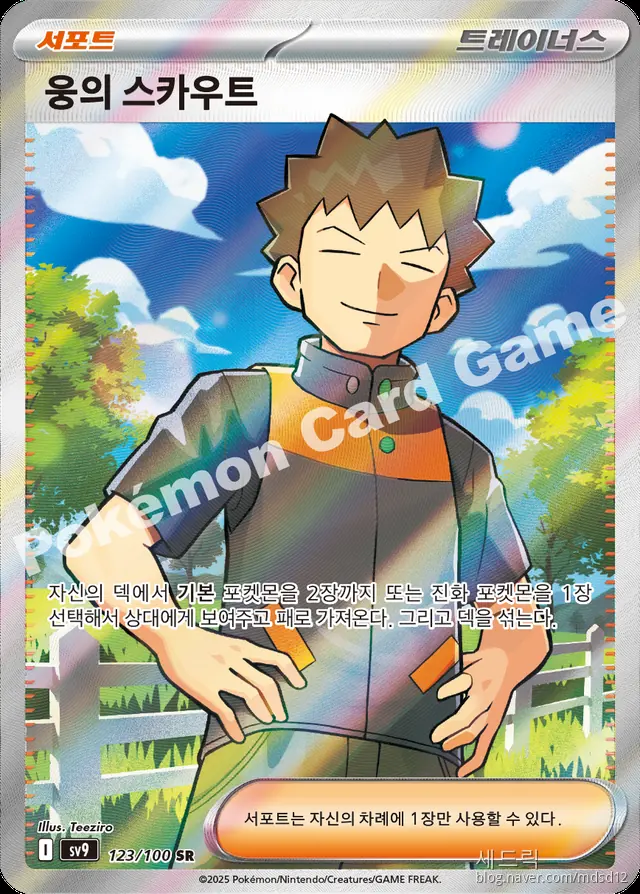 서포트
트레이너스
웅의 스카우트
Pokémon Card Game
자신의 덱에서 기본 포켓몬을 2장까지 또는 진화 포켓몬을 1장
선택해서 상대에게 보여주고 패로 가져온다. 그리고 덱을 섞는다.
서포트는 자신의 차례에 1장만 사용할 수 있다.
Illus. Teeziro
I sv9 123/100 SR
세드릭
blog.naver.com/mdsd12
©2025 Pokémon/Nintendo/Creatures/GAME FREAK.